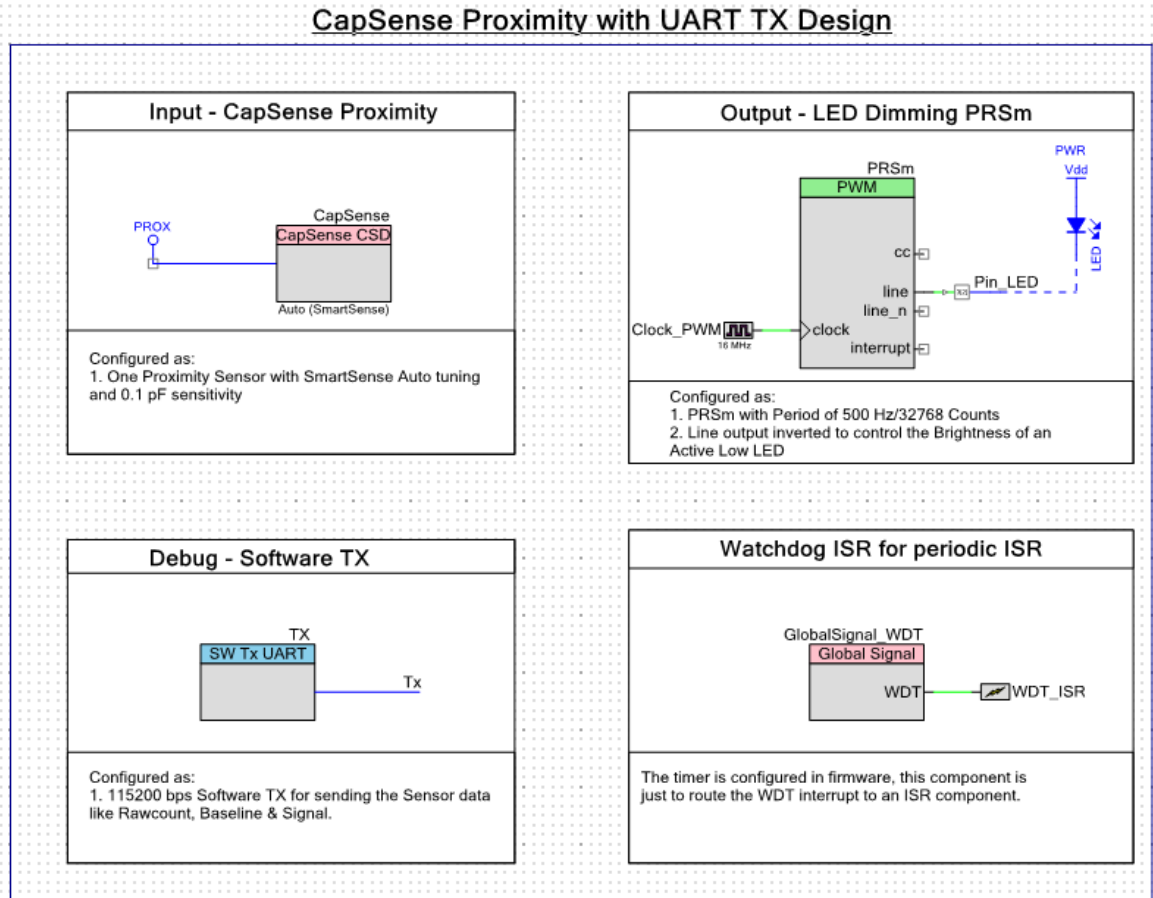 CapSense Proximity with UART TX Design
Input - CapSense Proximity
PROX
CapSense
CapSense CSD
Auto (SmartSense)
Configured as:
1. One Proximity Sensor with SmartSense Auto tuning
and 0.1 pF sensitivity
Output - LED Dimming PRSm
PWR
Vdd
PRSm
PWM
LED
cc
line
Pin_LED
line_n
Clock_PWM
16 MHz
clock
interrupt
Configured as:
1. PRSm with Period of 500 Hz/32768 Counts
2. Line output inverted to control the Brightness of an
Active Low LED
Debug - Software TX
TX
SW Tx UART
Tx
Configured as:
1. 115200 bps Software TX for sending the Sensor data
like Rawcount, Baseline & Signal.
Watchdog ISR for periodic ISR
GlobalSignal_WDT
Global Signal
WDT
WDT_ISR
The timer is configured in firmware, this component is
just to route the WDT interrupt to an ISR component.